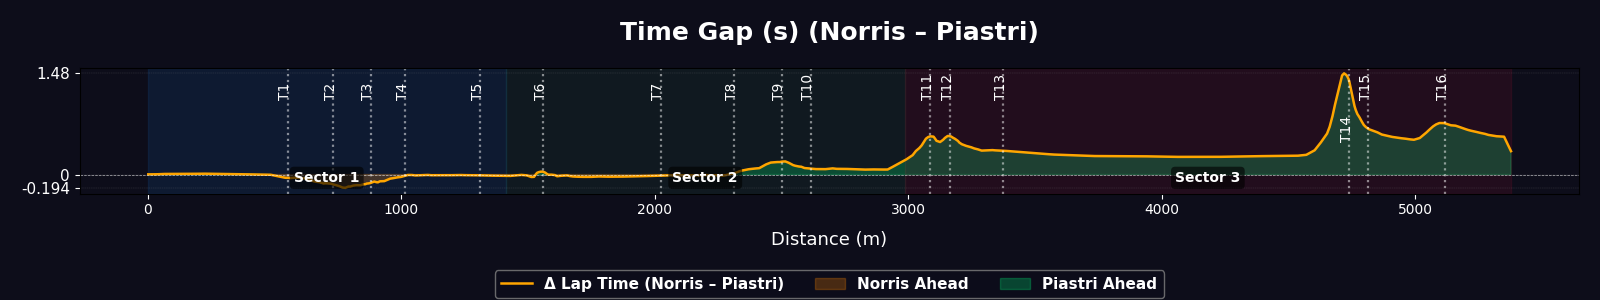 Time Gap (s) (Norris – Piastri)
1.48
0
-0.194
T1
T2
T3
T4
T5
T6
T7
T8
T9
T10
T11
T12
T13
T14
T15
T16
Sector 1
Sector 2
Sector 3
0
1000
2000
3000
4000
5000
Distance (m)
Δ Lap Time (Norris – Piastri)
Norris Ahead
Piastri Ahead